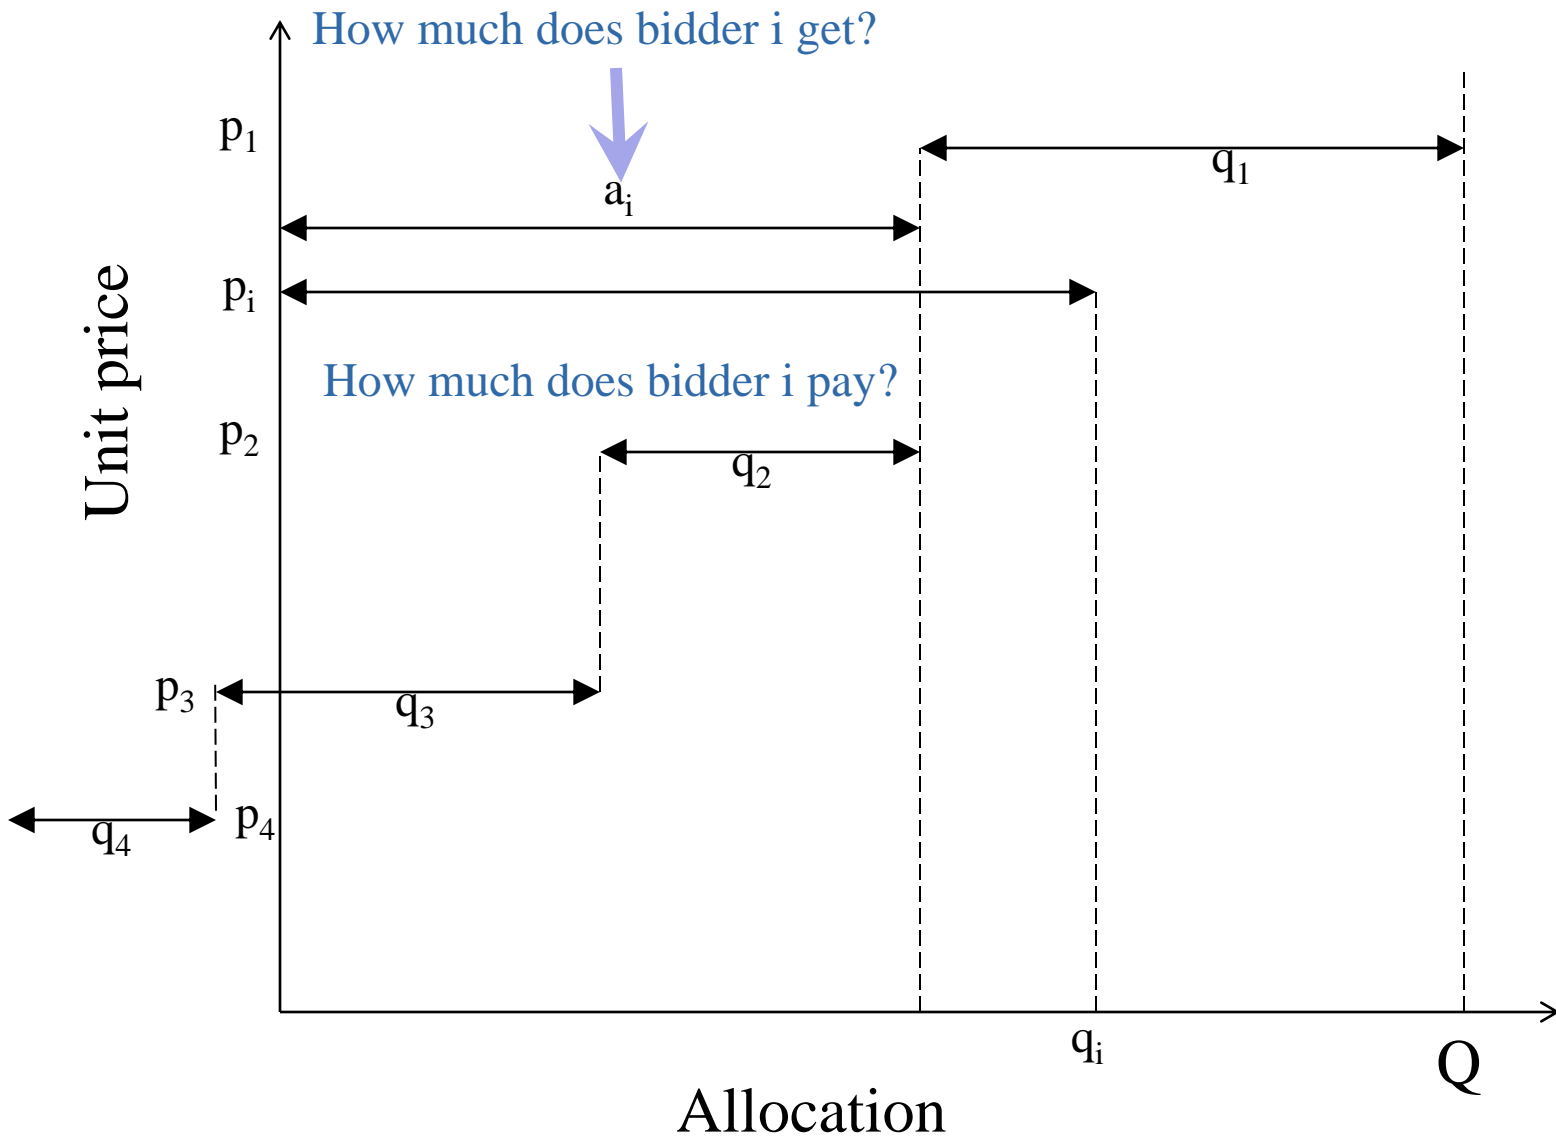 How much does bidder i get?
p₁
q₁
aᵢ
pᵢ
How much does bidder i pay?
p₂
q₂
Unit price
p₃
q₃
p₄
q₄
qᵢ
Q
Allocation